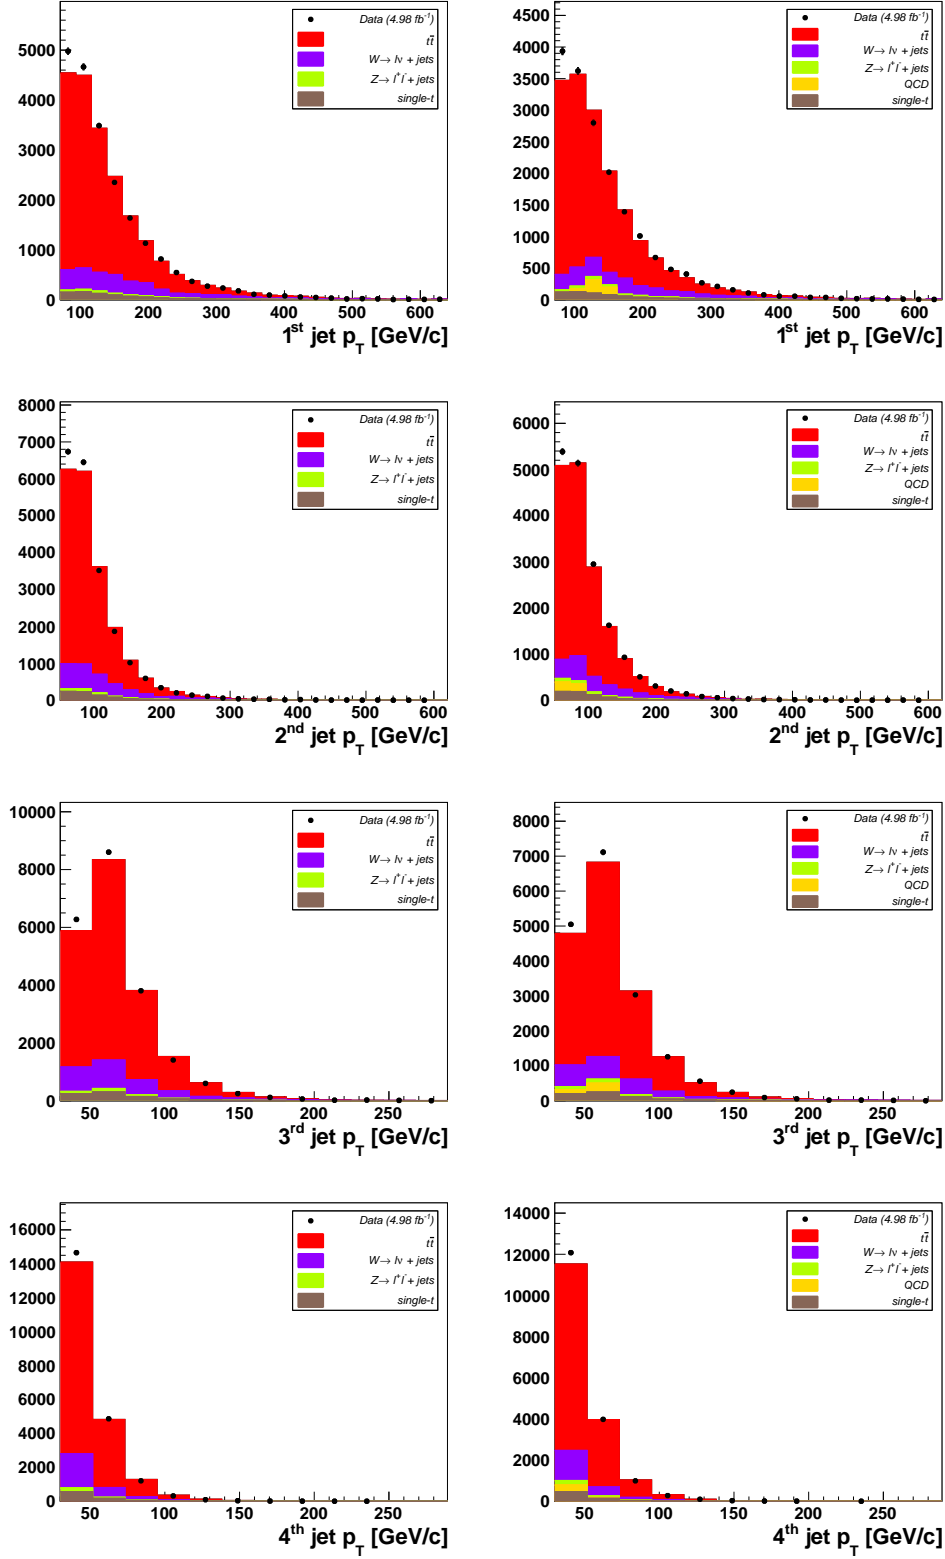 5000
4000
3000
2000
1000
0
100 200 300 400 500 600
1st jet pT [GeV/c]
Data (4.98 fb-1)
tt̄
W→ lν + jets
Z→ l+l- + jets
single-t
4500
4000
3500
3000
2500
2000
1500
1000
500
0
100 200 300 400 500 600
1st jet pT [GeV/c]
Data (4.98 fb-1)
tt̄
W→ lν + jets
Z→ l+l- + jets
QCD
single-t
8000
7000
6000
5000
4000
3000
2000
1000
0
100 200 300 400 500 600
2nd jet pT [GeV/c]
Data (4.98 fb-1)
tt̄
W→ lν + jets
Z→ l+l- + jets
single-t
6000
5000
4000
3000
2000
1000
0
100 200 300 400 500 600
2nd jet pT [GeV/c]
Data (4.98 fb-1)
tt̄
W→ lν + jets
Z→ l+l- + jets
QCD
single-t
10000
8000
6000
4000
2000
0
50 100 150 200 250
3rd jet pT [GeV/c]
Data (4.98 fb-1)
tt̄
W→ lν + jets
Z→ l+l- + jets
single-t
8000
7000
6000
5000
4000
3000
2000
1000
0
50 100 150 200 250
3rd jet pT [GeV/c]
Data (4.98 fb-1)
tt̄
W→ lν + jets
Z→ l+l- + jets
QCD
single-t
16000
14000
12000
10000
8000
6000
4000
2000
0
50 100 150 200 250
4th jet pT [GeV/c]
Data (4.98 fb-1)
tt̄
W→ lν + jets
Z→ l+l- + jets
single-t
14000
12000
10000
8000
6000
4000
2000
0
50 100 150 200 250
4th jet pT [GeV/c]
Data (4.98 fb-1)
tt̄
W→ lν + jets
Z→ l+l- + jets
QCD
single-t